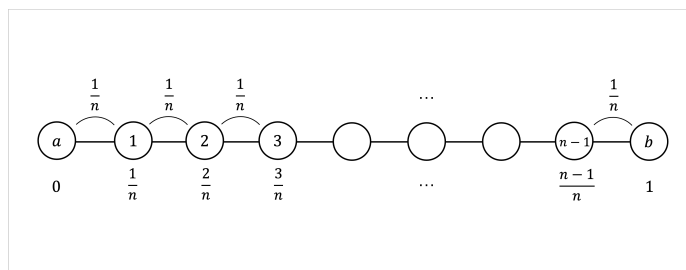 1/n 1/n 1/n ... 1/n
a 1 2 3 n − 1 b
0 1/n 2/n 3/n ... n − 1/n 1